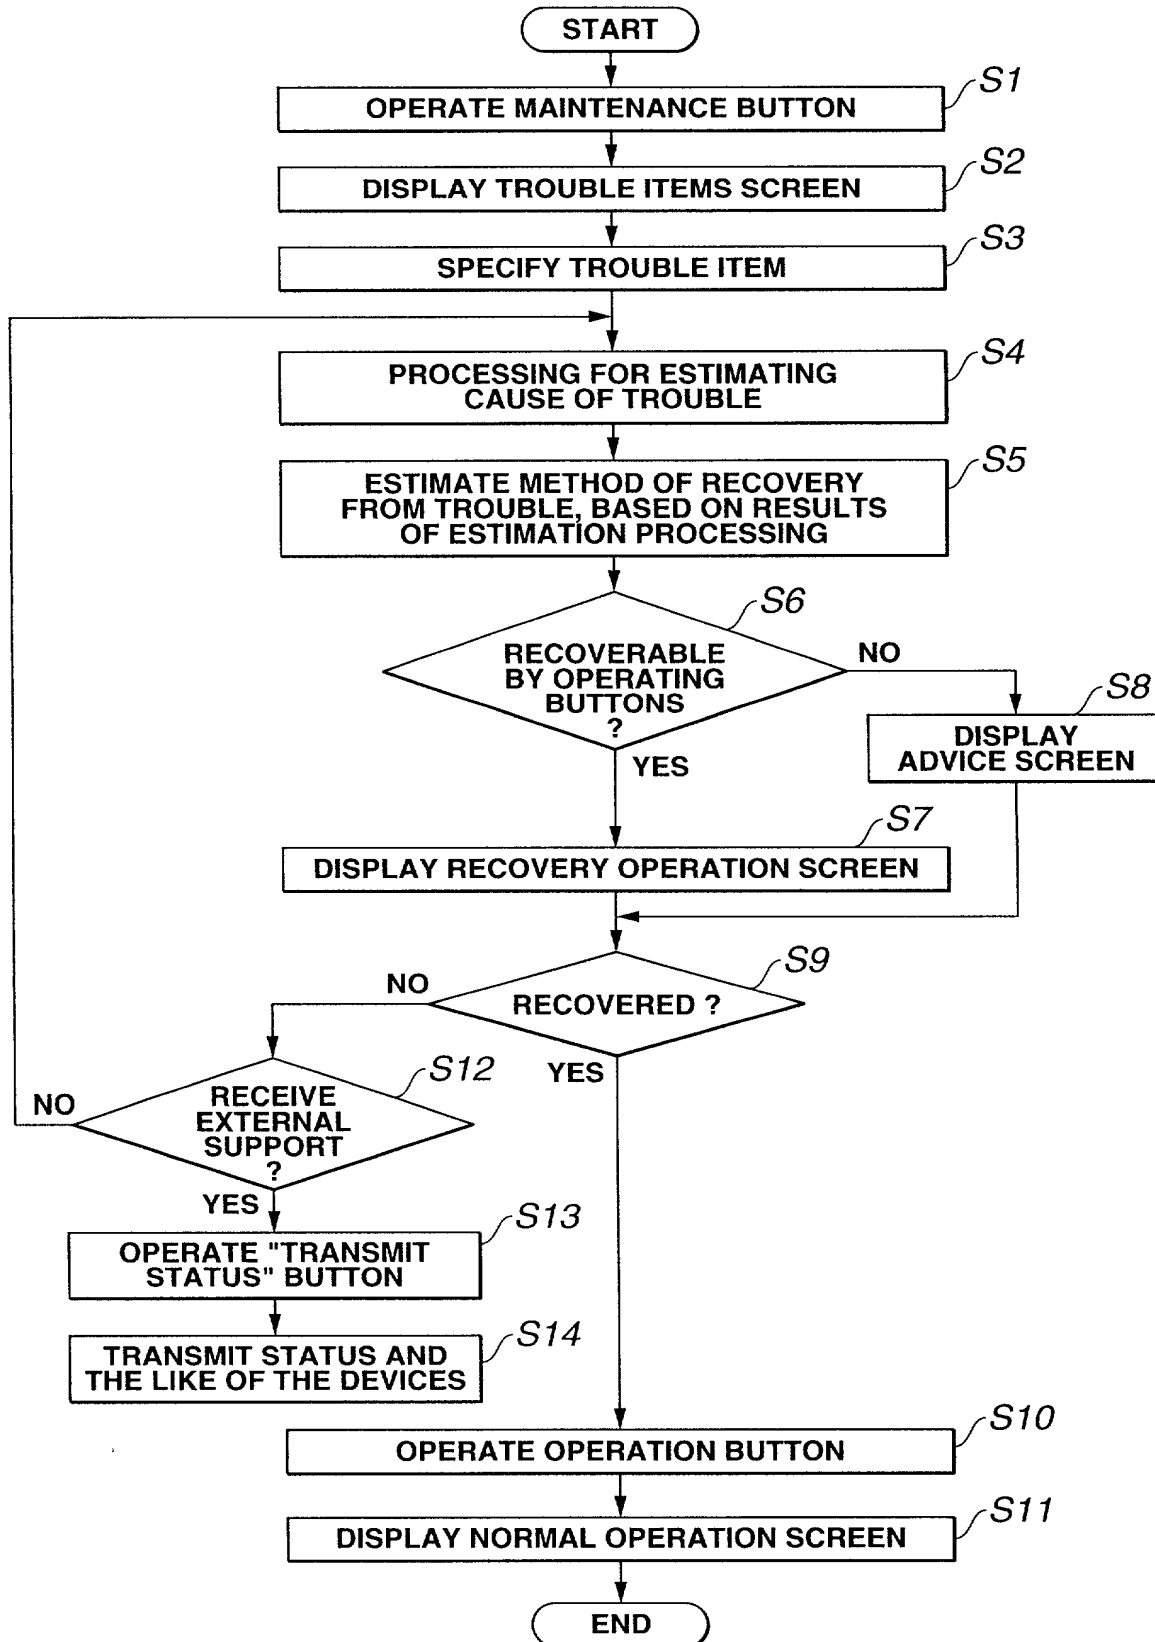 START
S1
OPERATE MAINTENANCE BUTTON
S2
DISPLAY TROUBLE ITEMS SCREEN
S3
SPECIFY TROUBLE ITEM
S4
PROCESSING FOR ESTIMATING
CAUSE OF TROUBLE
S5
ESTIMATE METHOD OF RECOVERY
FROM TROUBLE, BASED ON RESULTS
OF ESTIMATION PROCESSING
S6
RECOVERABLE
BY OPERATING
BUTTONS
?
NO
YES
S8
DISPLAY
ADVICE SCREEN
S7
DISPLAY RECOVERY OPERATION SCREEN
S9
RECOVERED ?
NO
YES
S12
RECEIVE
EXTERNAL
SUPPORT
?
NO
YES
S13
OPERATE "TRANSMIT
STATUS" BUTTON
S14
TRANSMIT STATUS AND
THE LIKE OF THE DEVICES
S10
OPERATE OPERATION BUTTON
S11
DISPLAY NORMAL OPERATION SCREEN
END